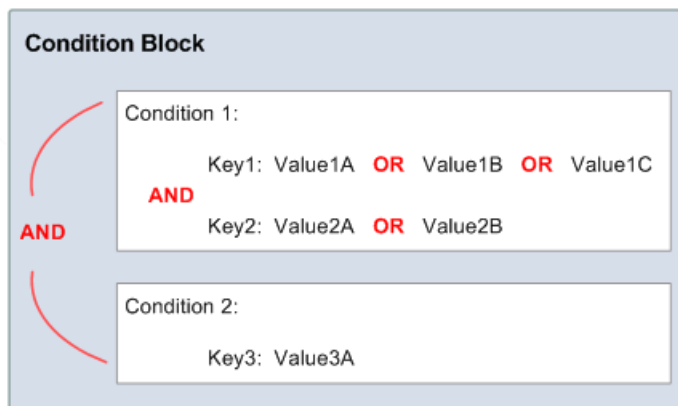 Condition Block
Condition 1:
Key1: Value1A OR Value1B OR Value1C
AND
Key2: Value2A OR Value2B
AND
Condition 2:
Key3: Value3A